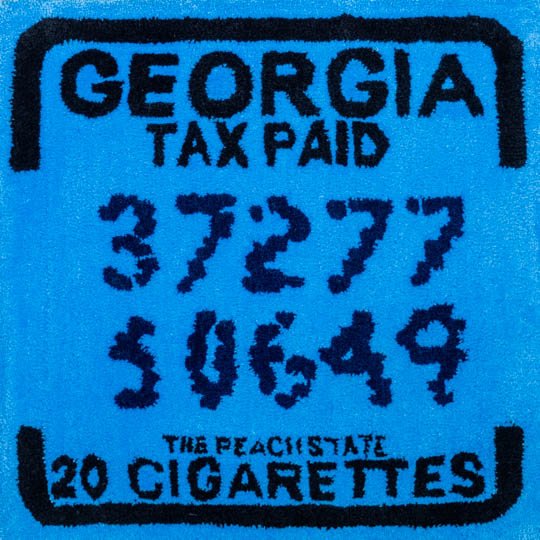 GEORGIA
TAX PAID
37277
50649
THE PEACH STATE
20 CIGARETTES